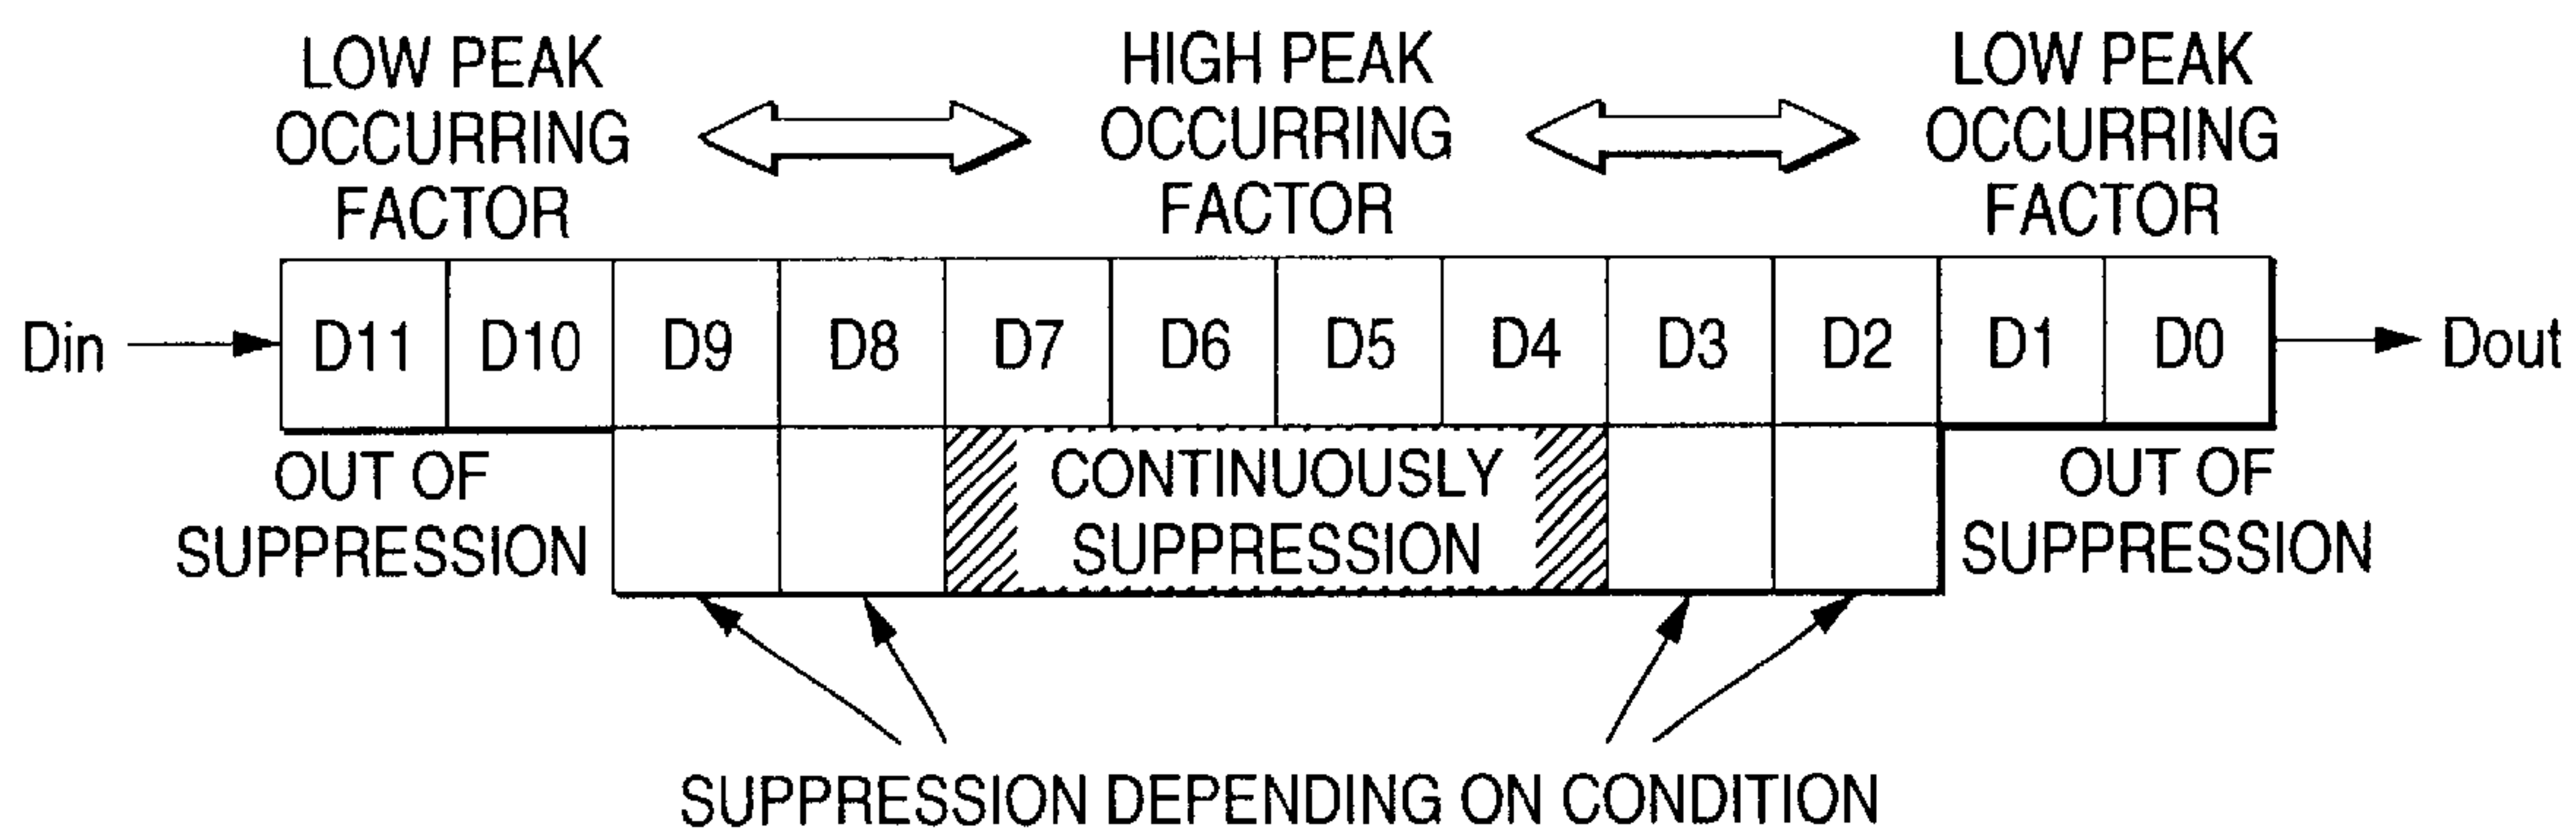 LOW PEAK
OCCURRING
FACTOR
HIGH PEAK
OCCURRING
FACTOR
LOW PEAK
OCCURRING
FACTOR
Din D11 D10 D9 D8 D7 D6 D5 D4 D3 D2 D1 D0 Dout
OUT OF
SUPPRESSION
CONTINUOUSLY
SUPPRESSION
OUT OF
SUPPRESSION
SUPPRESSION DEPENDING ON CONDITION